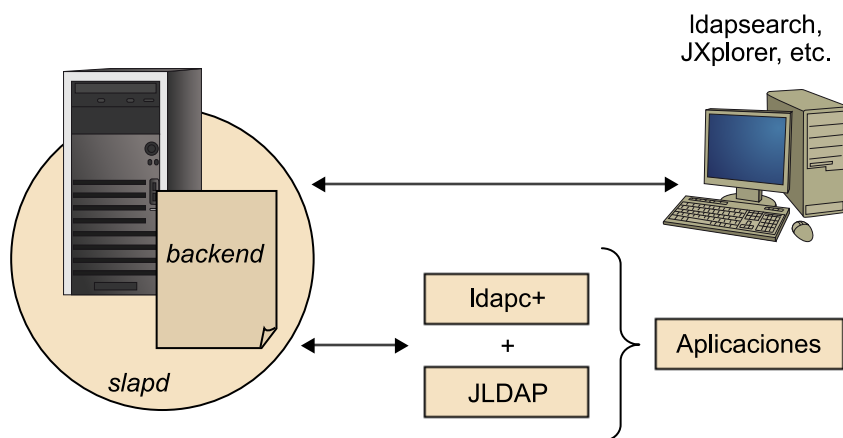 ldapsearch,
JXplorer, etc.
backend
ldapc+
+
Aplicaciones
JLDAP
slapd